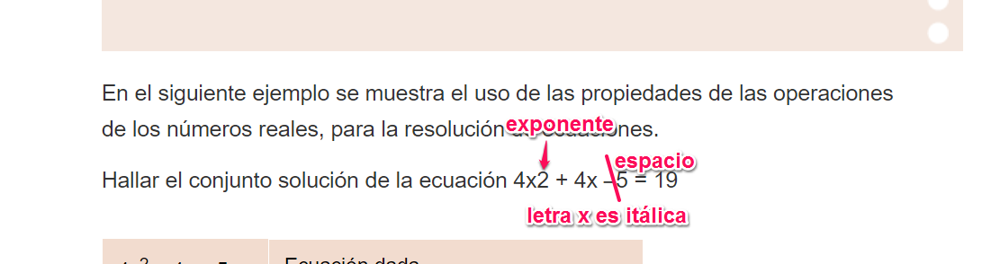 En el siguiente ejemplo se muestra el uso de las propiedades de las operaciones
de los números reales, para la resolución de ecuaciones.
exponente
espacio
Hallar el conjunto solución de la ecuación 4x2 + 4x –5 = 19
letra x es itálica
Ecuación dada